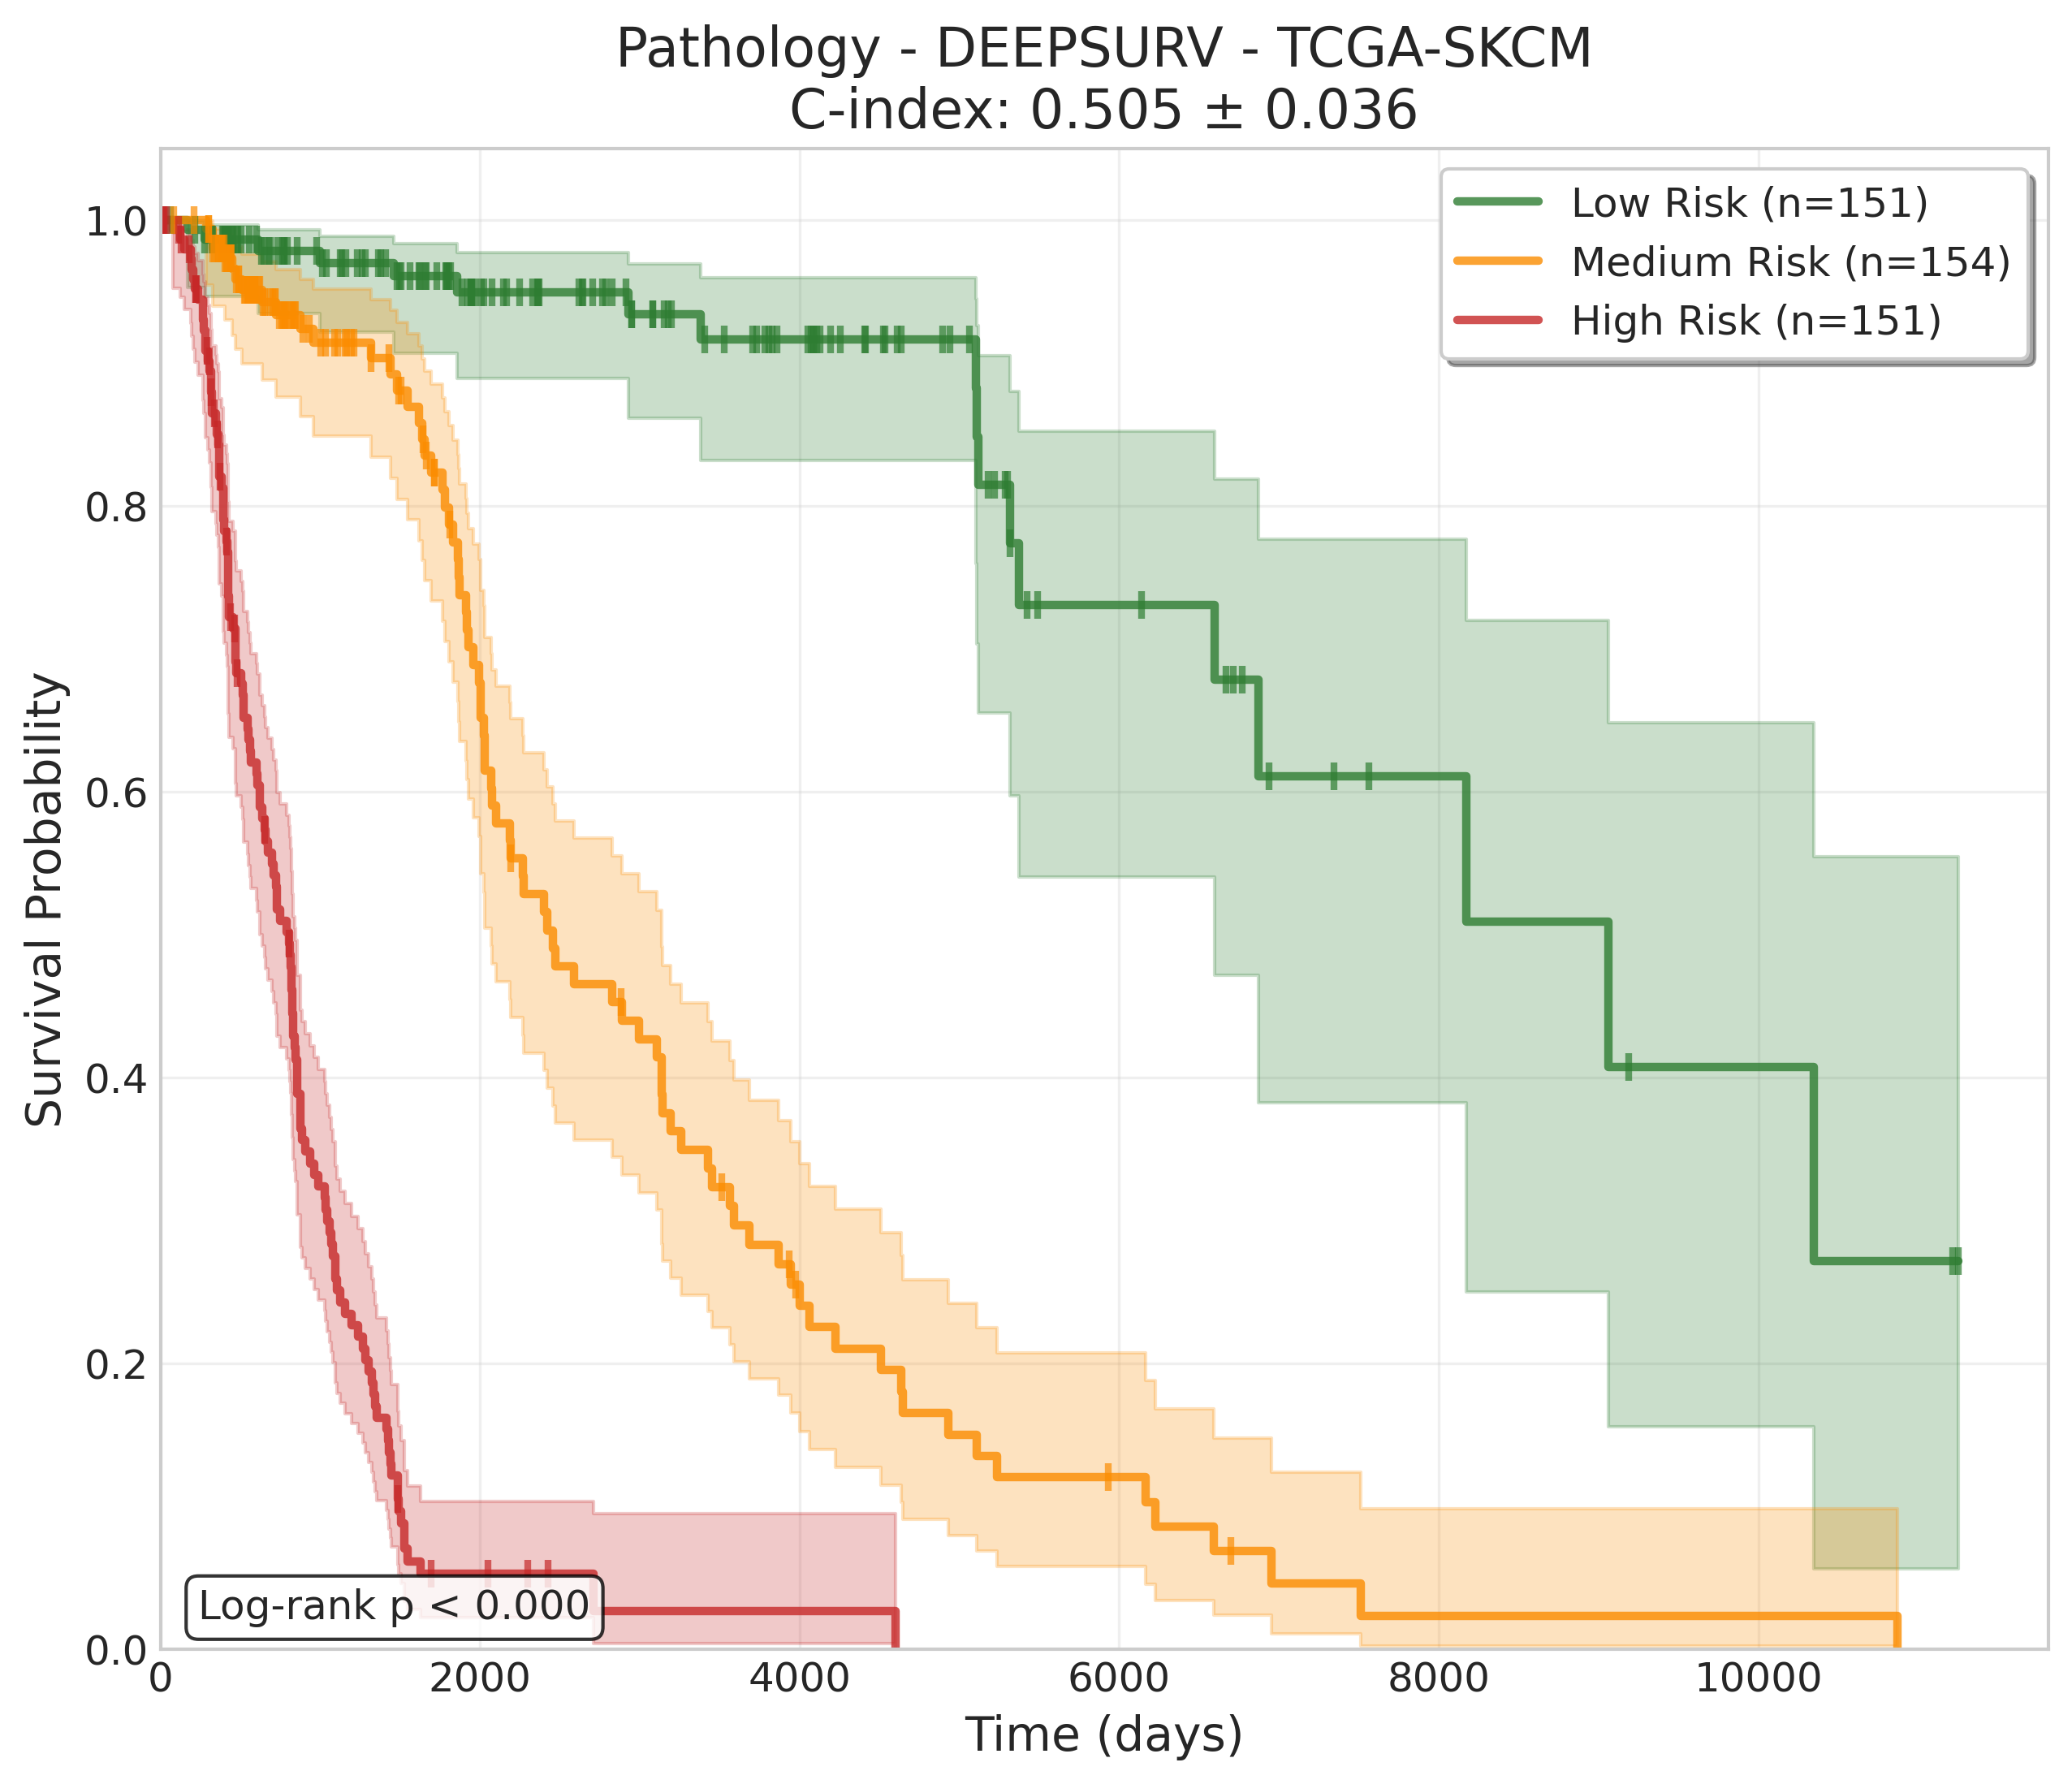 Pathology - DEEPSURV - TCGA-SKCM
C-index: 0.505 ± 0.036
Low Risk (n=151)
Medium Risk (n=154)
High Risk (n=151)
Survival Probability
1.0
0.8
0.6
0.4
0.2
0.0
Log-rank p < 0.000
0
2000
4000
6000
8000
10000
Time (days)